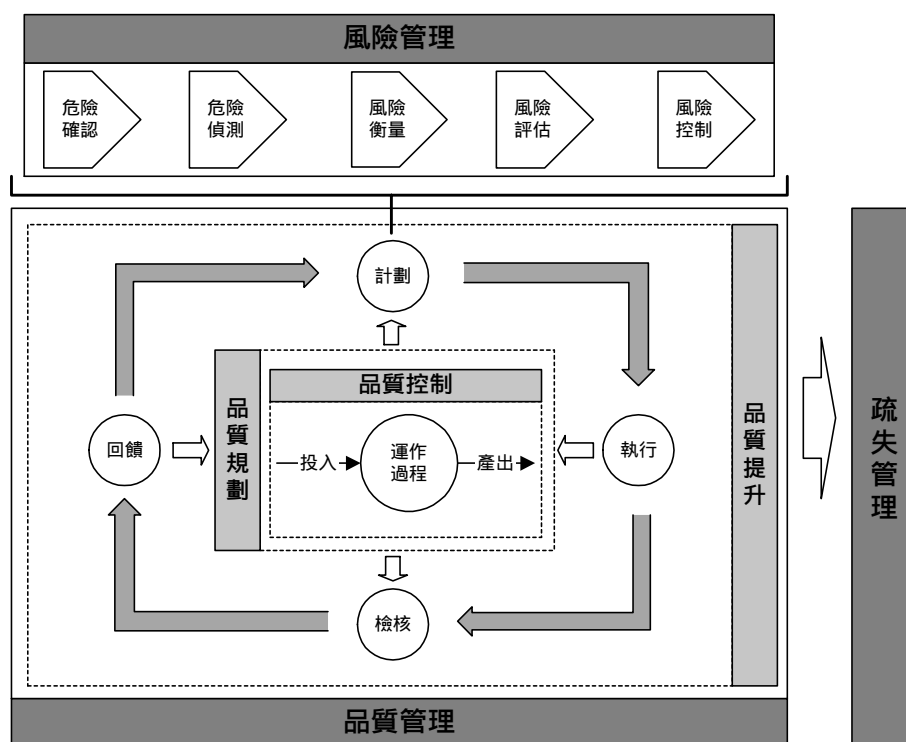 風險管理
危險
確認
危險
偵測
風險
衡量
風險
評估
風險
控制
計劃
品質控制
品質規劃
回饋
投入
運作
過程
產出
執行
品質提升
疏失管理
檢核
品質管理